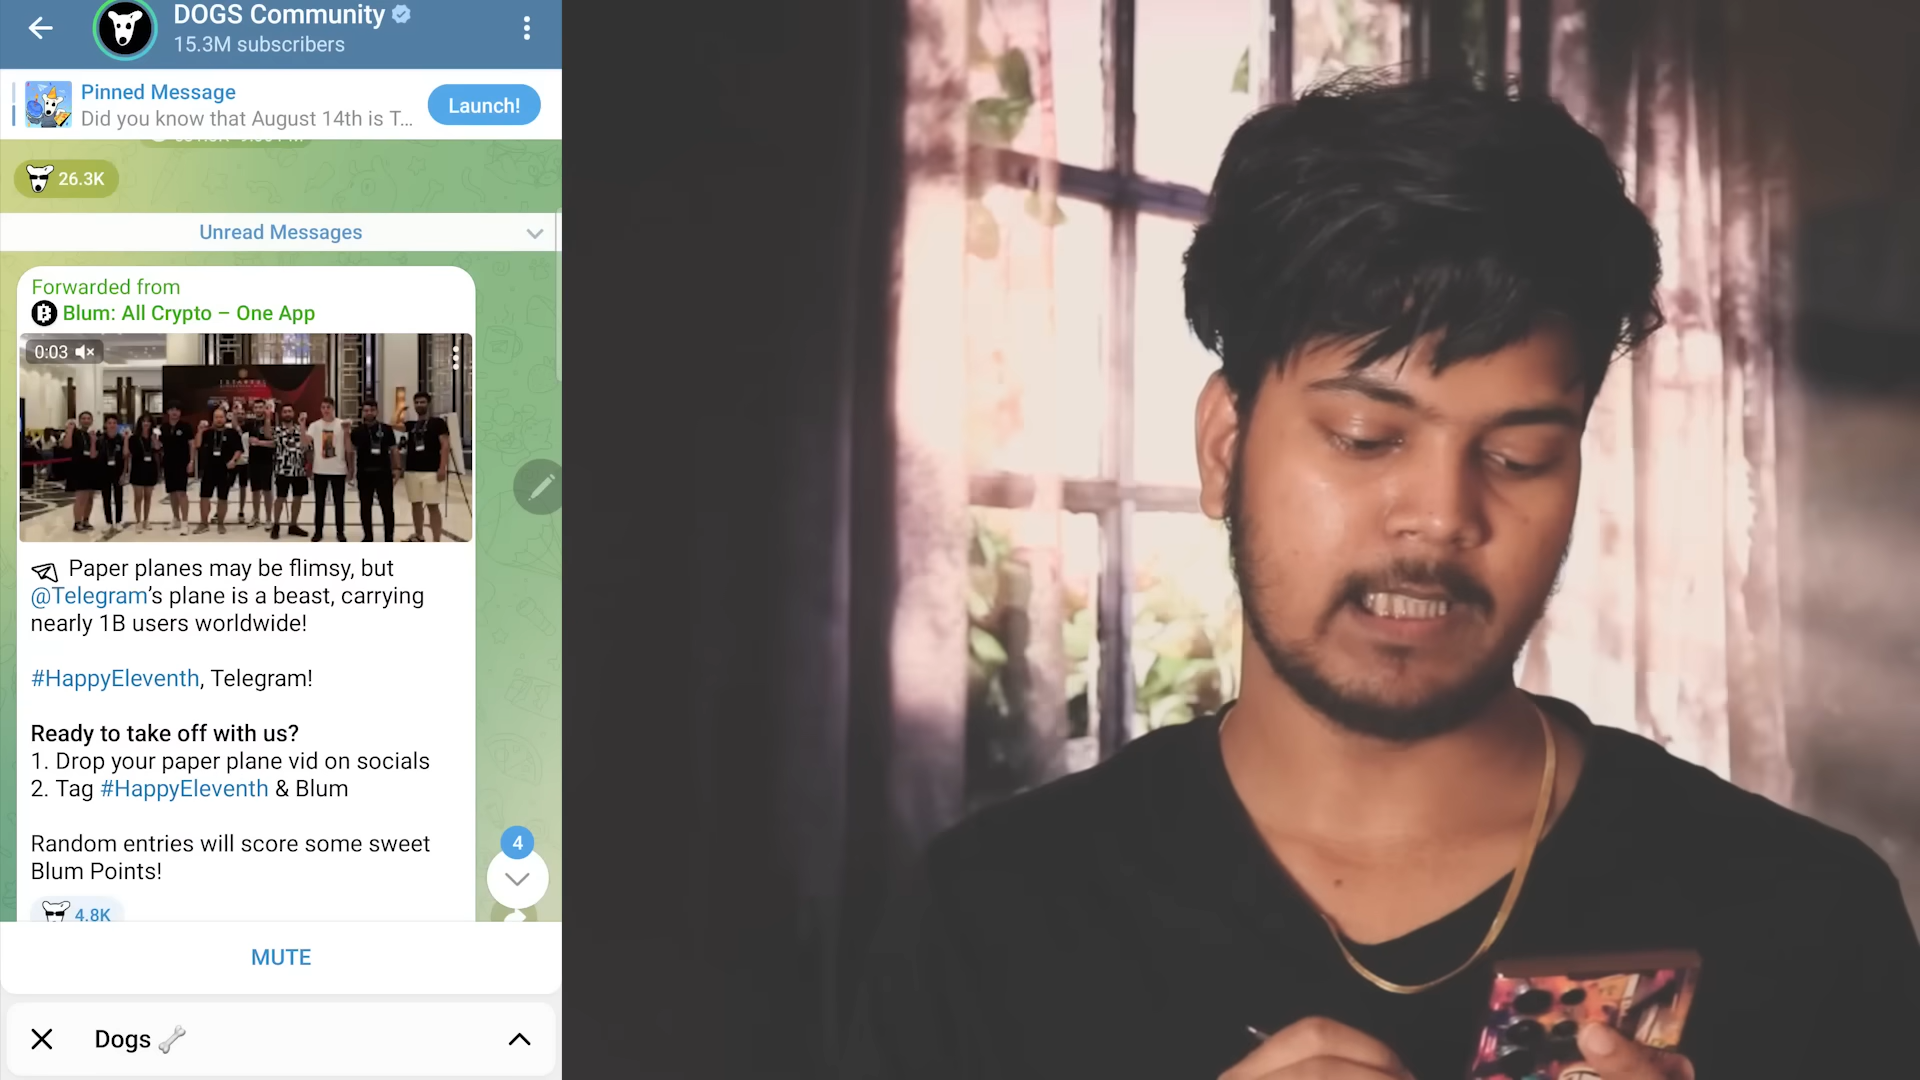 DOGS Community
15.3M subscribers
Pinned Message
Did you know that August 14th is T...
Launch!
26.3K
Unread Messages
Forwarded from
Blum: All Crypto – One App
0:03
Paper planes may be flimsy, but
@Telegram's plane is a beast, carrying
nearly 1B users worldwide!
#HappyEleventh, Telegram!
Ready to take off with us?
1. Drop your paper plane vid on socials
2. Tag #HappyEleventh & Blum
Random entries will score some sweet
Blum Points!
4
4.8K
MUTE
Dogs 🦴